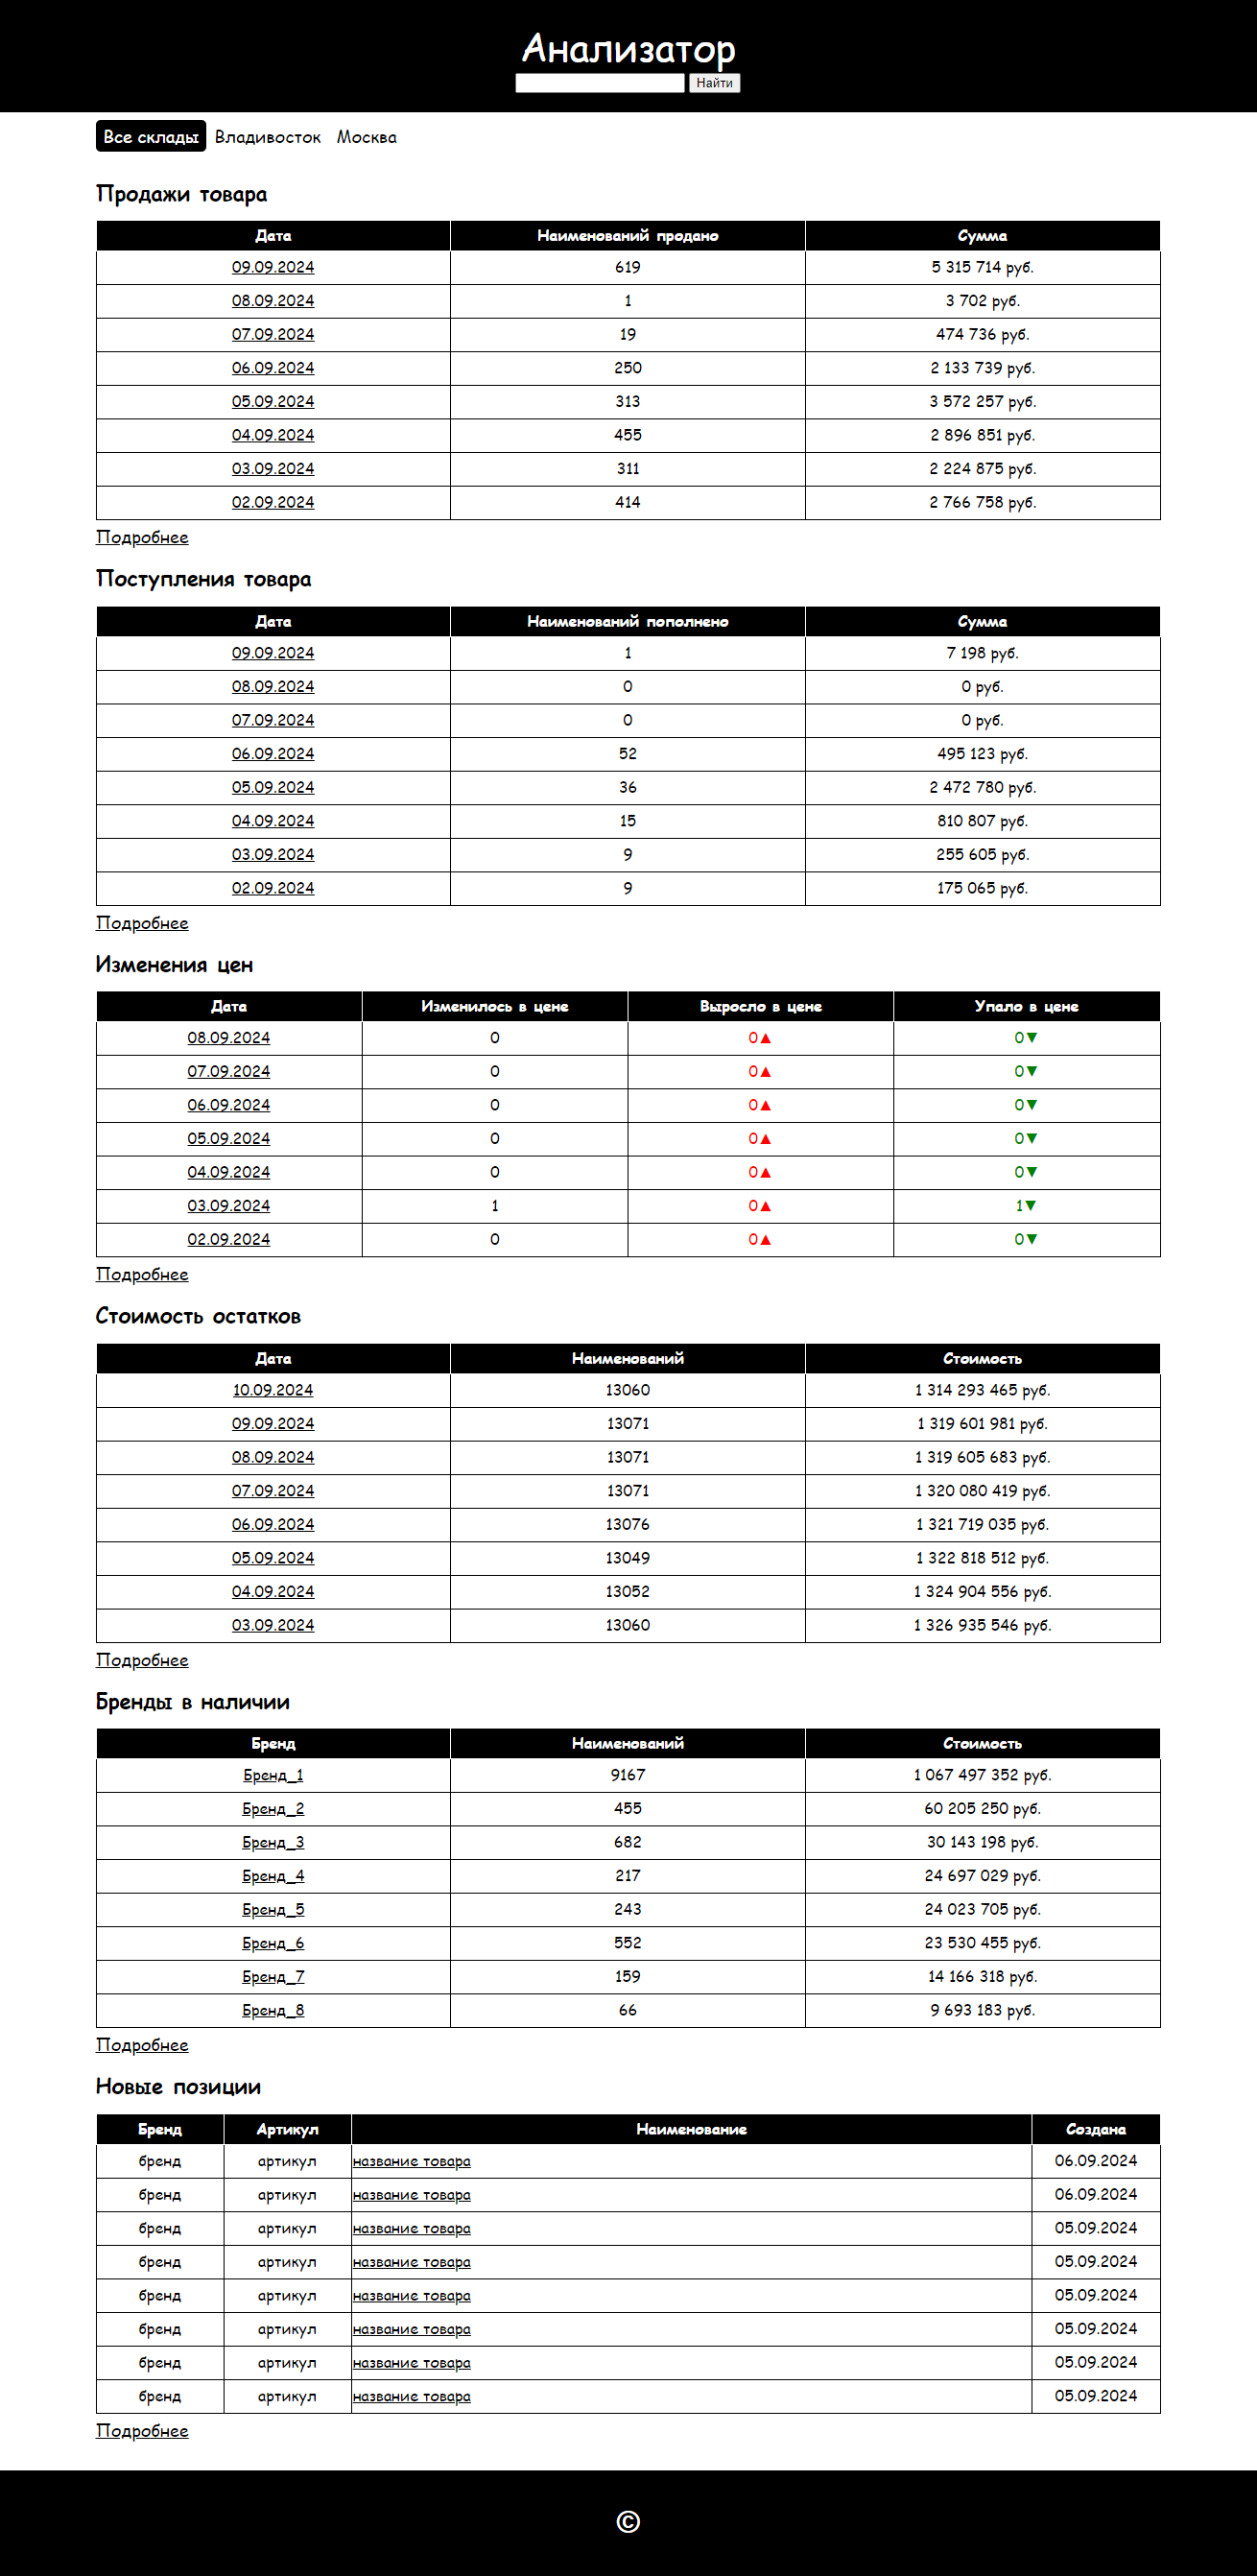 Анализатор
Найти
Все склады Владивосток Москва
Продажи товара
Дата Наименований продано Сумма
09.09.2024 619 5 315 714 руб.
08.09.2024 1 3 702 руб.
07.09.2024 19 474 736 руб.
06.09.2024 250 2 133 739 руб.
05.09.2024 313 3 572 257 руб.
04.09.2024 455 2 896 851 руб.
03.09.2024 311 2 224 875 руб.
02.09.2024 414 2 766 758 руб.
Подробнее
Поступления товара
Дата Наименований пополнено Сумма
09.09.2024 1 7 198 руб.
08.09.2024 0 0 руб.
07.09.2024 0 0 руб.
06.09.2024 52 495 123 руб.
05.09.2024 36 2 472 780 руб.
04.09.2024 15 810 807 руб.
03.09.2024 9 255 605 руб.
02.09.2024 9 175 065 руб.
Подробнее
Изменения цен
Дата Изменилось в цене Выросло в цене Упало в цене
08.09.2024 0 0▲ 0▼
07.09.2024 0 0▲ 0▼
06.09.2024 0 0▲ 0▼
05.09.2024 0 0▲ 0▼
04.09.2024 0 0▲ 0▼
03.09.2024 1 0▲ 1▼
02.09.2024 0 0▲ 0▼
Подробнее
Стоимость остатков
Дата Наименований Стоимость
10.09.2024 13060 1 314 293 465 руб.
09.09.2024 13071 1 319 601 981 руб.
08.09.2024 13071 1 319 605 683 руб.
07.09.2024 13071 1 320 080 419 руб.
06.09.2024 13076 1 321 719 035 руб.
05.09.2024 13049 1 322 818 512 руб.
04.09.2024 13052 1 324 904 556 руб.
03.09.2024 13060 1 326 935 546 руб.
Подробнее
Бренды в наличии
Бренд Наименований Стоимость
Бренд_1 9167 1 067 497 352 руб.
Бренд_2 455 60 205 250 руб.
Бренд_3 682 30 143 198 руб.
Бренд_4 217 24 697 029 руб.
Бренд_5 243 24 023 705 руб.
Бренд_6 552 23 530 455 руб.
Бренд_7 159 14 166 318 руб.
Бренд_8 66 9 693 183 руб.
Подробнее
Новые позиции
Бренд Артикул Наименование Создана
бренд артикул название товара 06.09.2024
бренд артикул название товара 06.09.2024
бренд артикул название товара 05.09.2024
бренд артикул название товара 05.09.2024
бренд артикул название товара 05.09.2024
бренд артикул название товара 05.09.2024
бренд артикул название товара 05.09.2024
бренд артикул название товара 05.09.2024
Подробнее
©